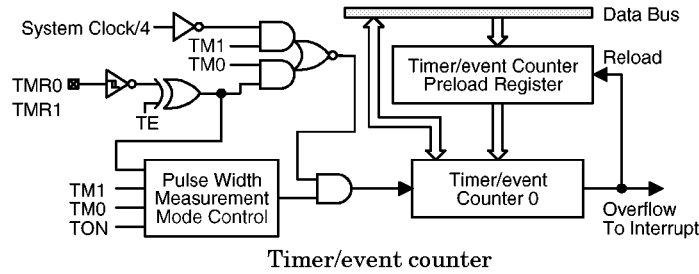 System Clock/4
TM1
TM0
TMR0
TMR1
TE
Data Bus
Timer/event Counter
Preload Register
Reload
TM1
TM0
TON
Pulse Width
Measurement
Mode Control
Timer/event
Counter 0
Overflow
To Interrupt
Timer/event counter